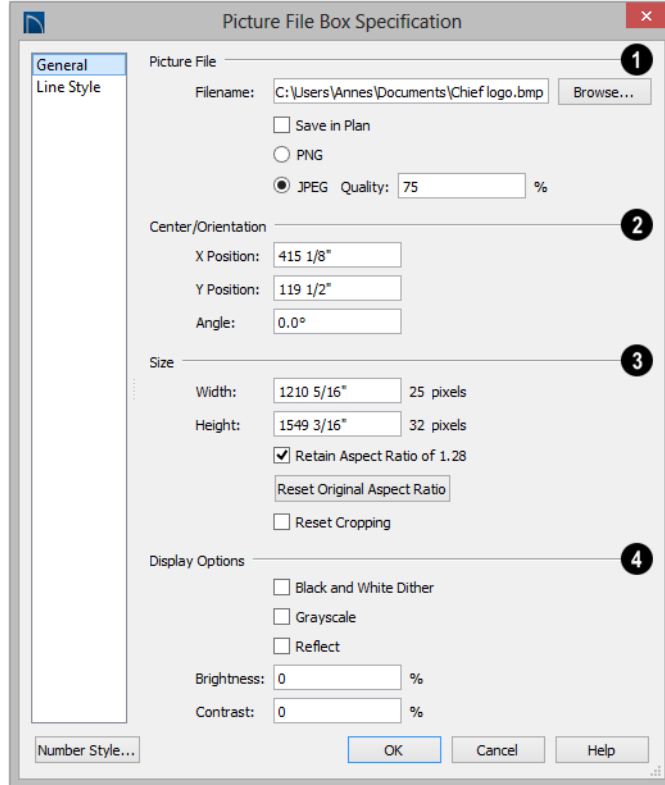 Picture File Box Specification
General
Line Style
Picture File 1
Filename: C:\Users\Annes\Documents\Chief logo.bmp Browse...
Save in Plan
PNG
JPEG Quality: 75 %
Center/Orientation 2
X Position: 415 1/8"
Y Position: 119 1/2"
Angle: 0.0°
Size 3
Width: 1210 5/16" 25 pixels
Height: 1549 3/16" 32 pixels
Retain Aspect Ratio of 1.28
Reset Original Aspect Ratio
Reset Cropping
Display Options 4
Black and White Dither
Grayscale
Reflect
Brightness: 0 %
Contrast: 0 %
Number Style... OK Cancel Help